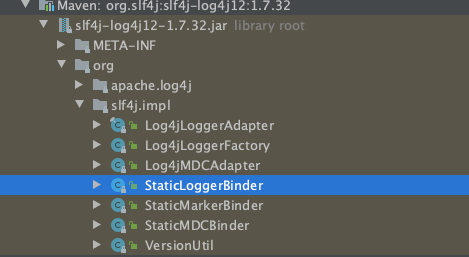 Maven: org.slf4j:slf4j-log4j12:1.7.32
slf4j-log4j12-1.7.32.jar library root
META-INF
org
apache.log4j
slf4j.impl
Log4jLoggerAdapter
Log4jLoggerFactory
Log4jMDCAdapter
StaticLoggerBinder
StaticMarkerBinder
StaticMDCBinder
VersionUtil